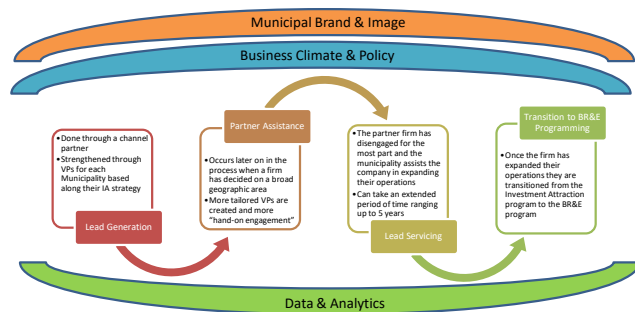 Municipal Brand & Image
Business Climate & Policy
• Done through a channel
partner
• Strengthened through
VPs for each
Municipality based
along their IA strategy
Lead Generation
Partner Assistance
• Occurs later on in the
process when a firm
has decided on a broad
geographic area
• More tailored VPs are
created and more
“hand-on engagement”
• The partner firm has
disengaged for the
most part and the
municipality assists the
company in expanding
their operations
• Can take an extended
period of time ranging
up to 5 years
Lead Servicing
Transition to BR&E
Programming
• Once the firm has
expanded their
operations they are
transitioned from the
Investment Attraction
program to the BR&E
program
Data & Analytics